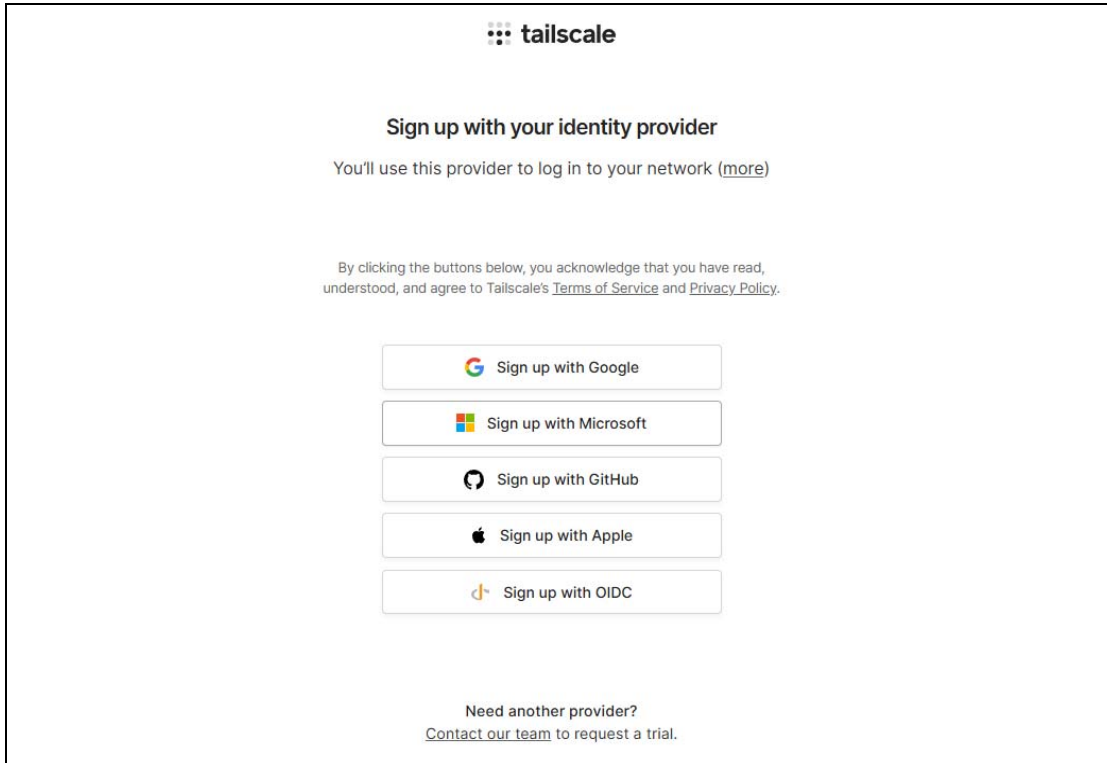 tailscale
Sign up with your identity provider
You'll use this provider to log in to your network (more)
By clicking the buttons below, you acknowledge that you have read,
understood, and agree to Tailscale's Terms of Service and Privacy Policy.
Sign up with Google
Sign up with Microsoft
Sign up with GitHub
Sign up with Apple
Sign up with OIDC
Need another provider?
Contact our team to request a trial.